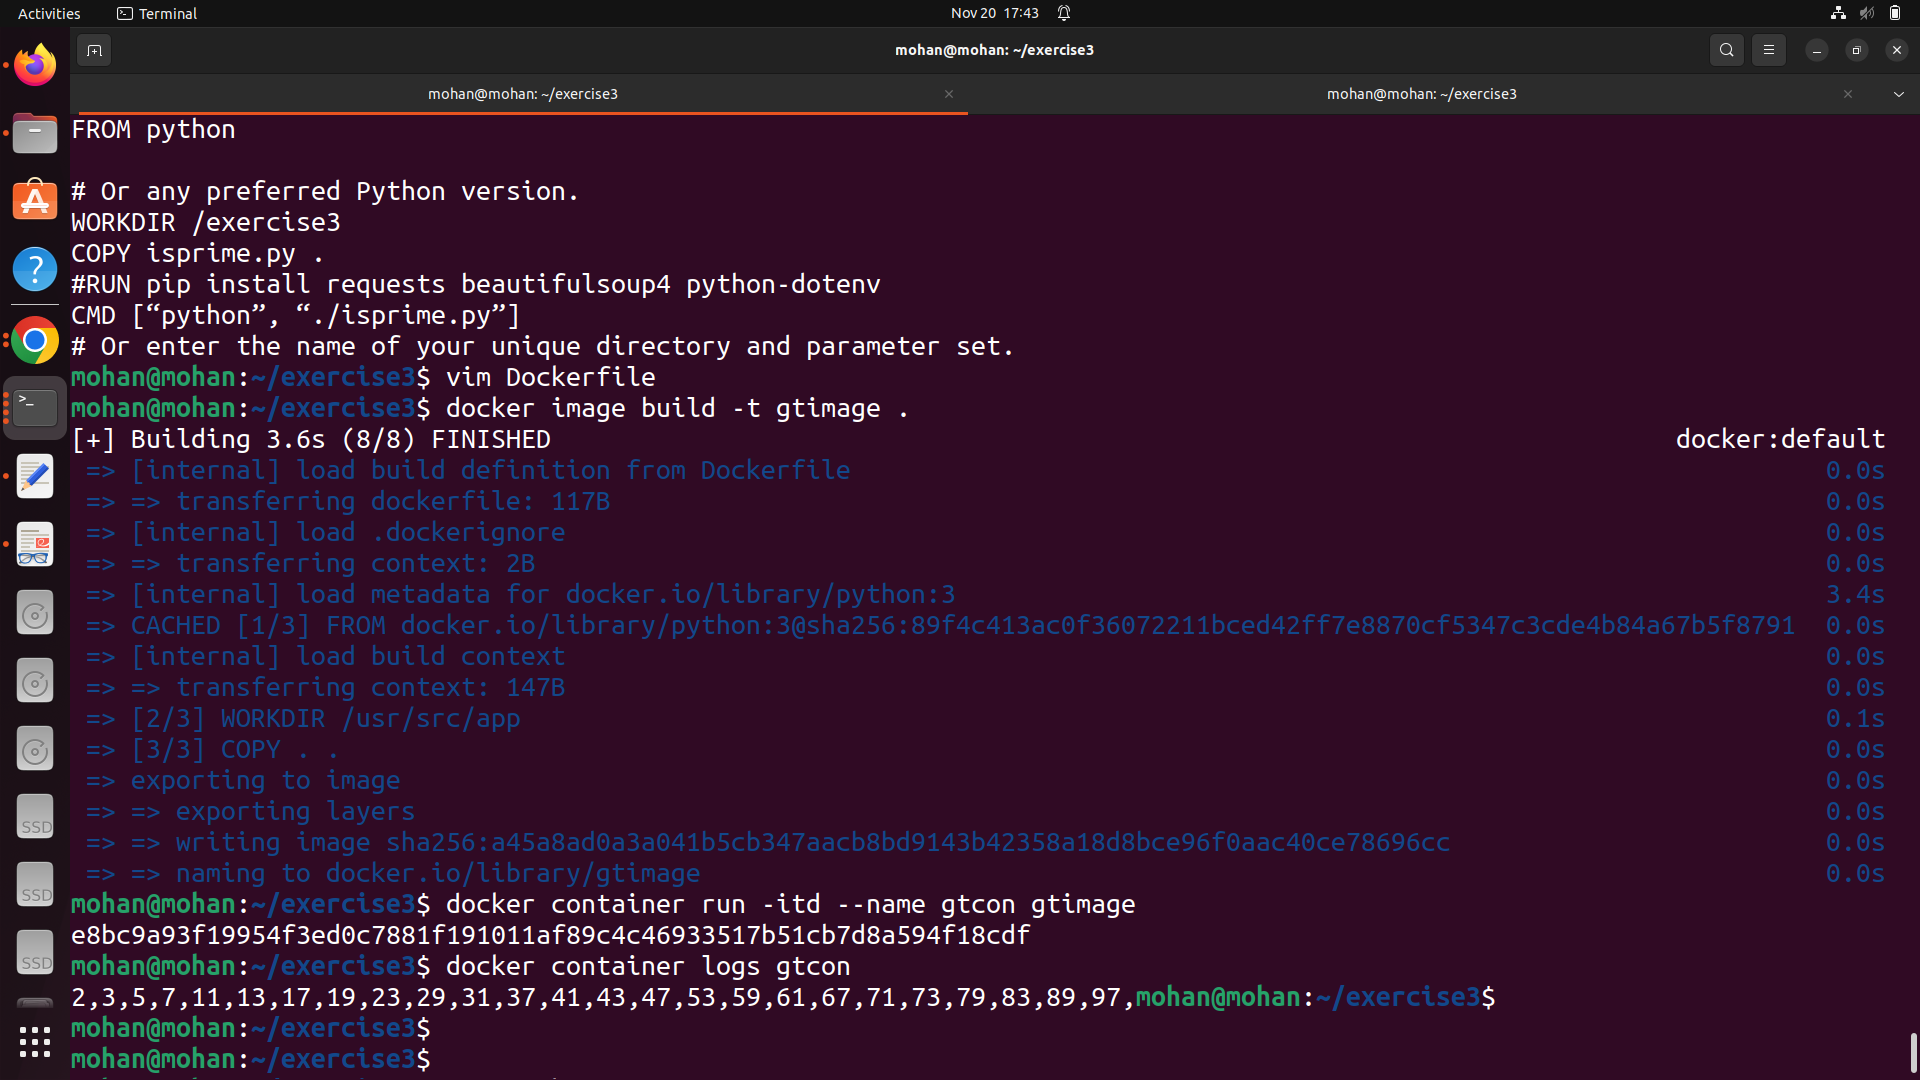 Activities
Terminal
Nov 20 17:43
mohan@mohan: ~/exercise3
mohan@mohan: ~/exercise3
mohan@mohan: ~/exercise3
FROM python
# Or any preferred Python version.
WORKDIR /exercise3
COPY isprime.py .
#RUN pip install requests beautifulsoup4 python-dotenv
CMD [“python”, “./isprime.py”]
# Or enter the name of your unique directory and parameter set.
mohan@mohan:~/exercise3$ vim Dockerfile
mohan@mohan:~/exercise3$ docker image build -t gtimage .
[+] Building 3.6s (8/8) FINISHED docker:default
=> [internal] load build definition from Dockerfile 0.0s
=> => transferring dockerfile: 117B 0.0s
=> [internal] load .dockerignore 0.0s
=> => transferring context: 2B 0.0s
=> [internal] load metadata for docker.io/library/python:3 3.4s
=> CACHED [1/3] FROM docker.io/library/python:3@sha256:89f4c413ac0f36072211bced42ff7e8870cf5347c3cde4b84a67b5f8791 0.0s
=> [internal] load build context 0.0s
=> => transferring context: 147B 0.0s
=> [2/3] WORKDIR /usr/src/app 0.1s
=> [3/3] COPY . . 0.0s
=> exporting to image 0.0s
=> => exporting layers 0.0s
=> => writing image sha256:a45a8ad0a3a041b5cb347aacb8bd9143b42358a18d8bce96f0aac40ce78696cc 0.0s
=> => naming to docker.io/library/gtimage 0.0s
mohan@mohan:~/exercise3$ docker container run -itd --name gtcon gtimage
e8bc9a93f19954f3ed0c7881f191011af89c4c46933517b51cb7d8a594f18cdf
mohan@mohan:~/exercise3$ docker container logs gtcon
2,3,5,7,11,13,17,19,23,29,31,37,41,43,47,53,59,61,67,71,73,79,83,89,97,mohan@mohan:~/exercise3$
mohan@mohan:~/exercise3$
mohan@mohan:~/exercise3$
SSD
SSD
SSD